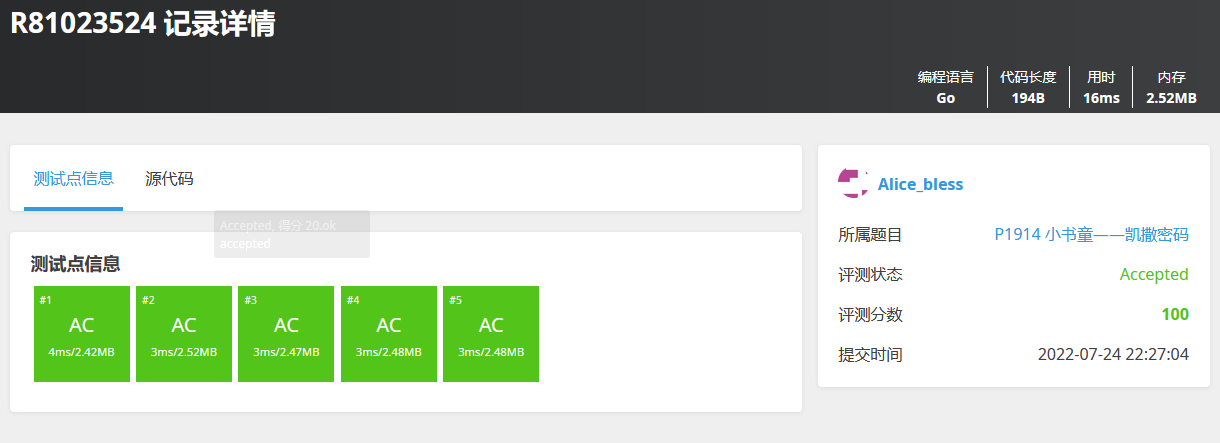 R81023524 记录详情
编程语言 代码长度 用时 内存
Go 194B 16ms 2.52MB
测试点信息 源代码
Accepted, 得分 20.ok
accepted
测试点信息
#1 #2 #3 #4 #5
AC AC AC AC AC
4ms/2.42MB 3ms/2.52MB 3ms/2.47MB 3ms/2.48MB 3ms/2.48MB
Alice_bless
所属题目 P1914 小书童——凯撒密码
评测状态 Accepted
评测分数 100
提交时间 2022-07-24 22:27:04